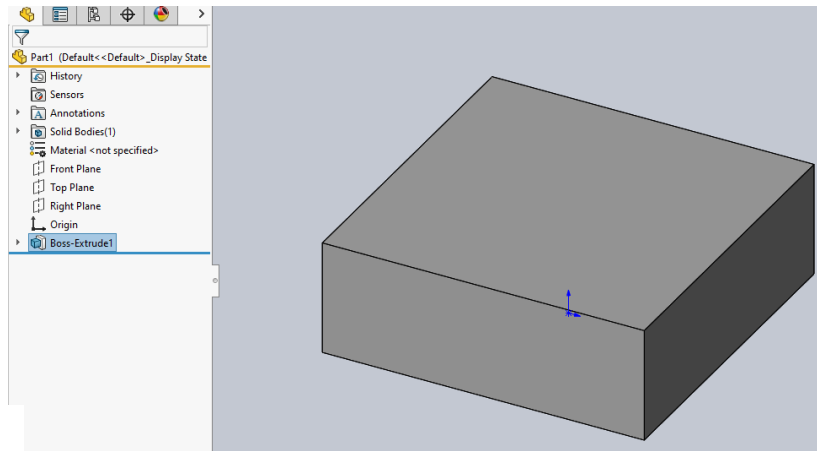 Part1 (Default<<Default>_Display State
History
Sensors
Annotations
Solid Bodies(1)
Material <not specified>
Front Plane
Top Plane
Right Plane
Origin
Boss-Extrude1